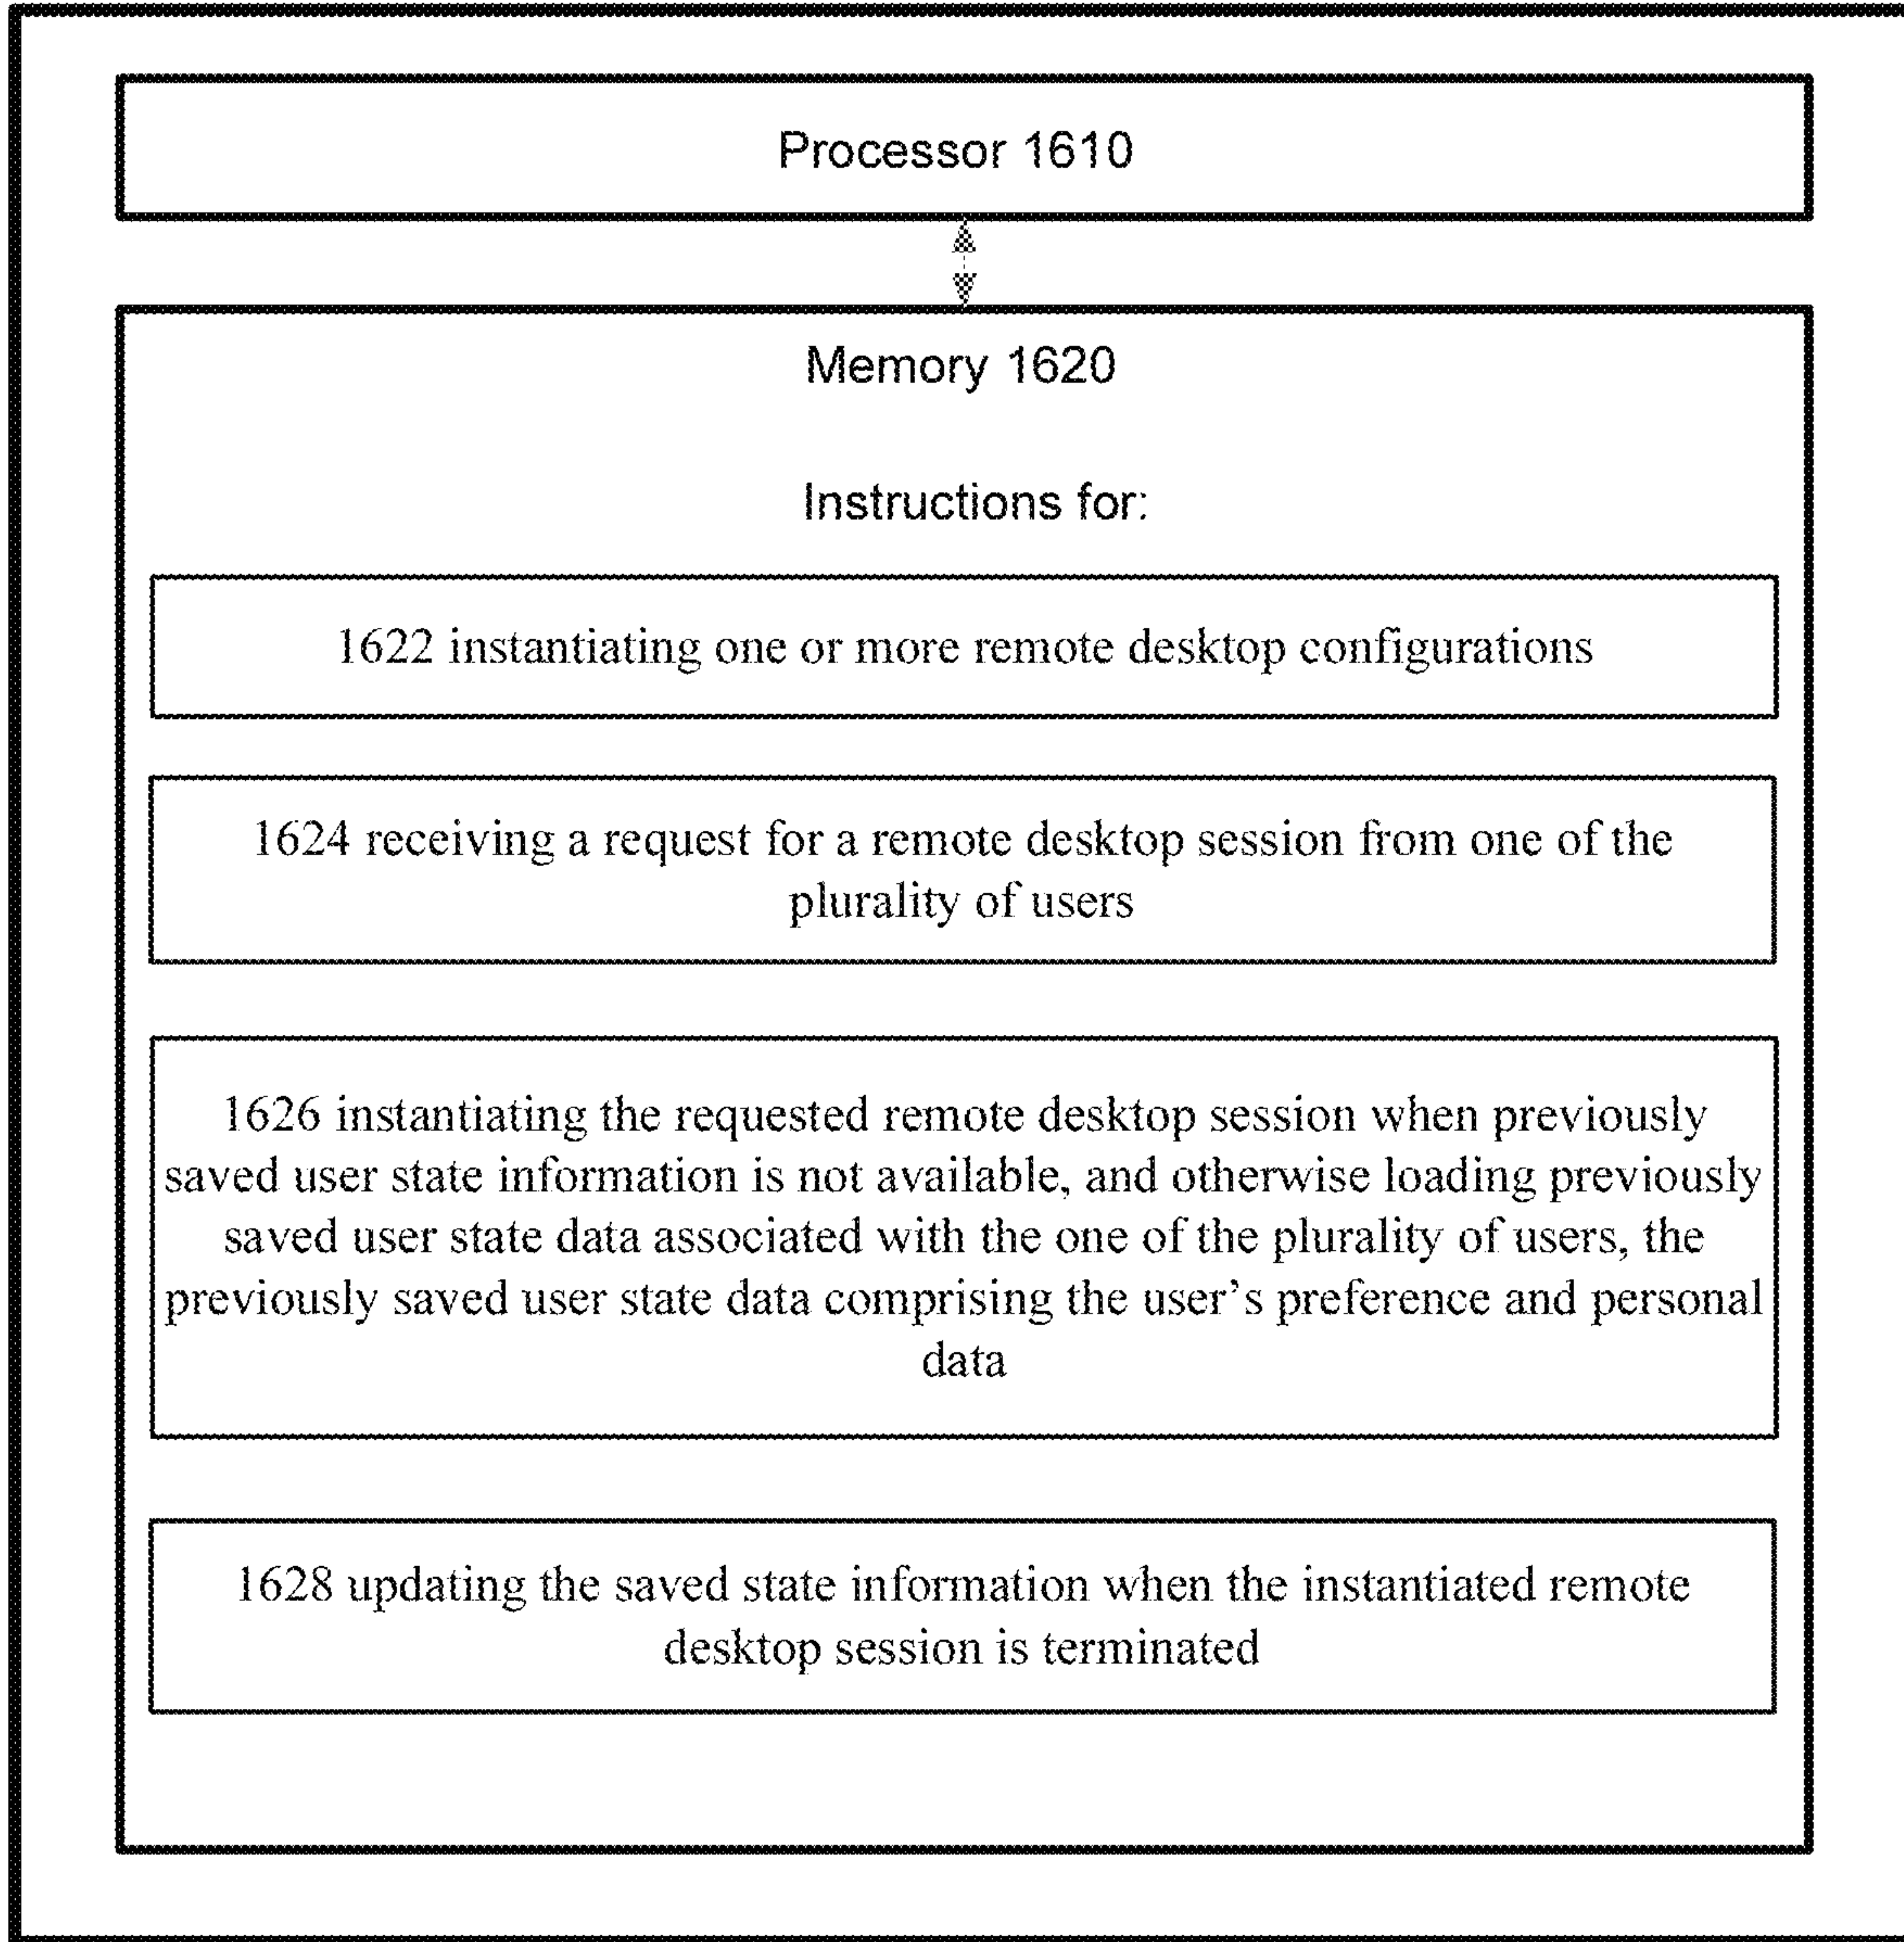 Processor 1610
Memory 1620
Instructions for:
1622 instantiating one or more remote desktop configurations
1624 receiving a request for a remote desktop session from one of the
plurality of users
1626 instantiating the requested remote desktop session when previously
saved user state information is not available, and otherwise loading previously
saved user state data associated with the one of the plurality of users, the
previously saved user state data comprising the user’s preference and personal
data
1628 updating the saved state information when the instantiated remote
desktop session is terminated